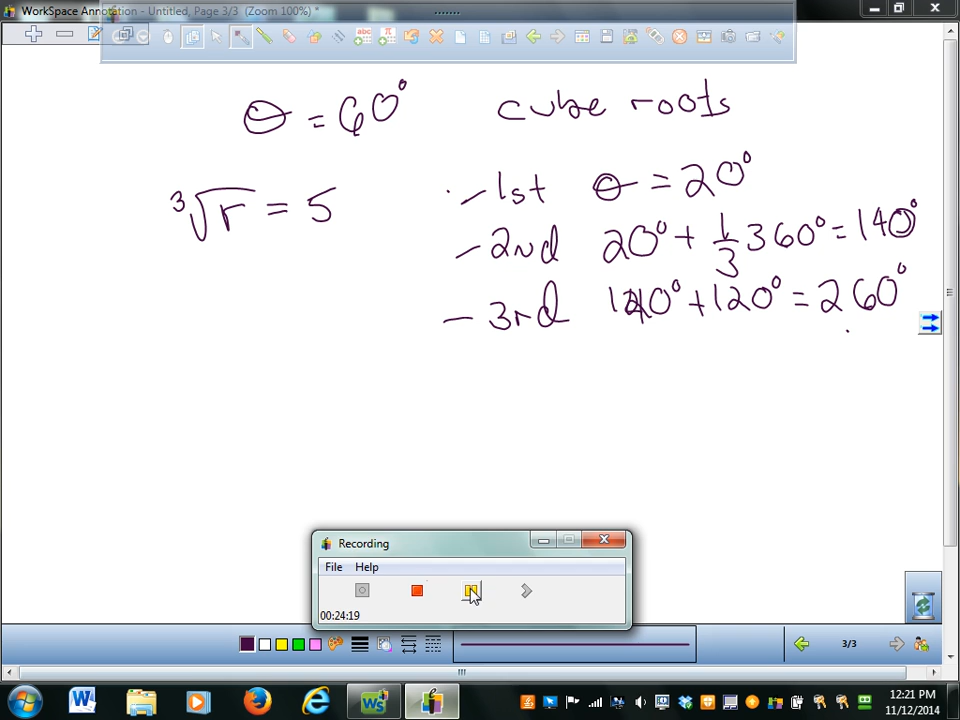 WorkSpace Annotation - Untitled, Page 3/3 (Zoom 100%) *
θ = 60° cube roots
∛r = 5
- 1st θ = 20°
- 2nd 20° + 1/3 360° = 140°
- 3rd 140° + 120° = 260°
Recording
File Help
00:24:19
3/3
12:21 PM
11/12/2014